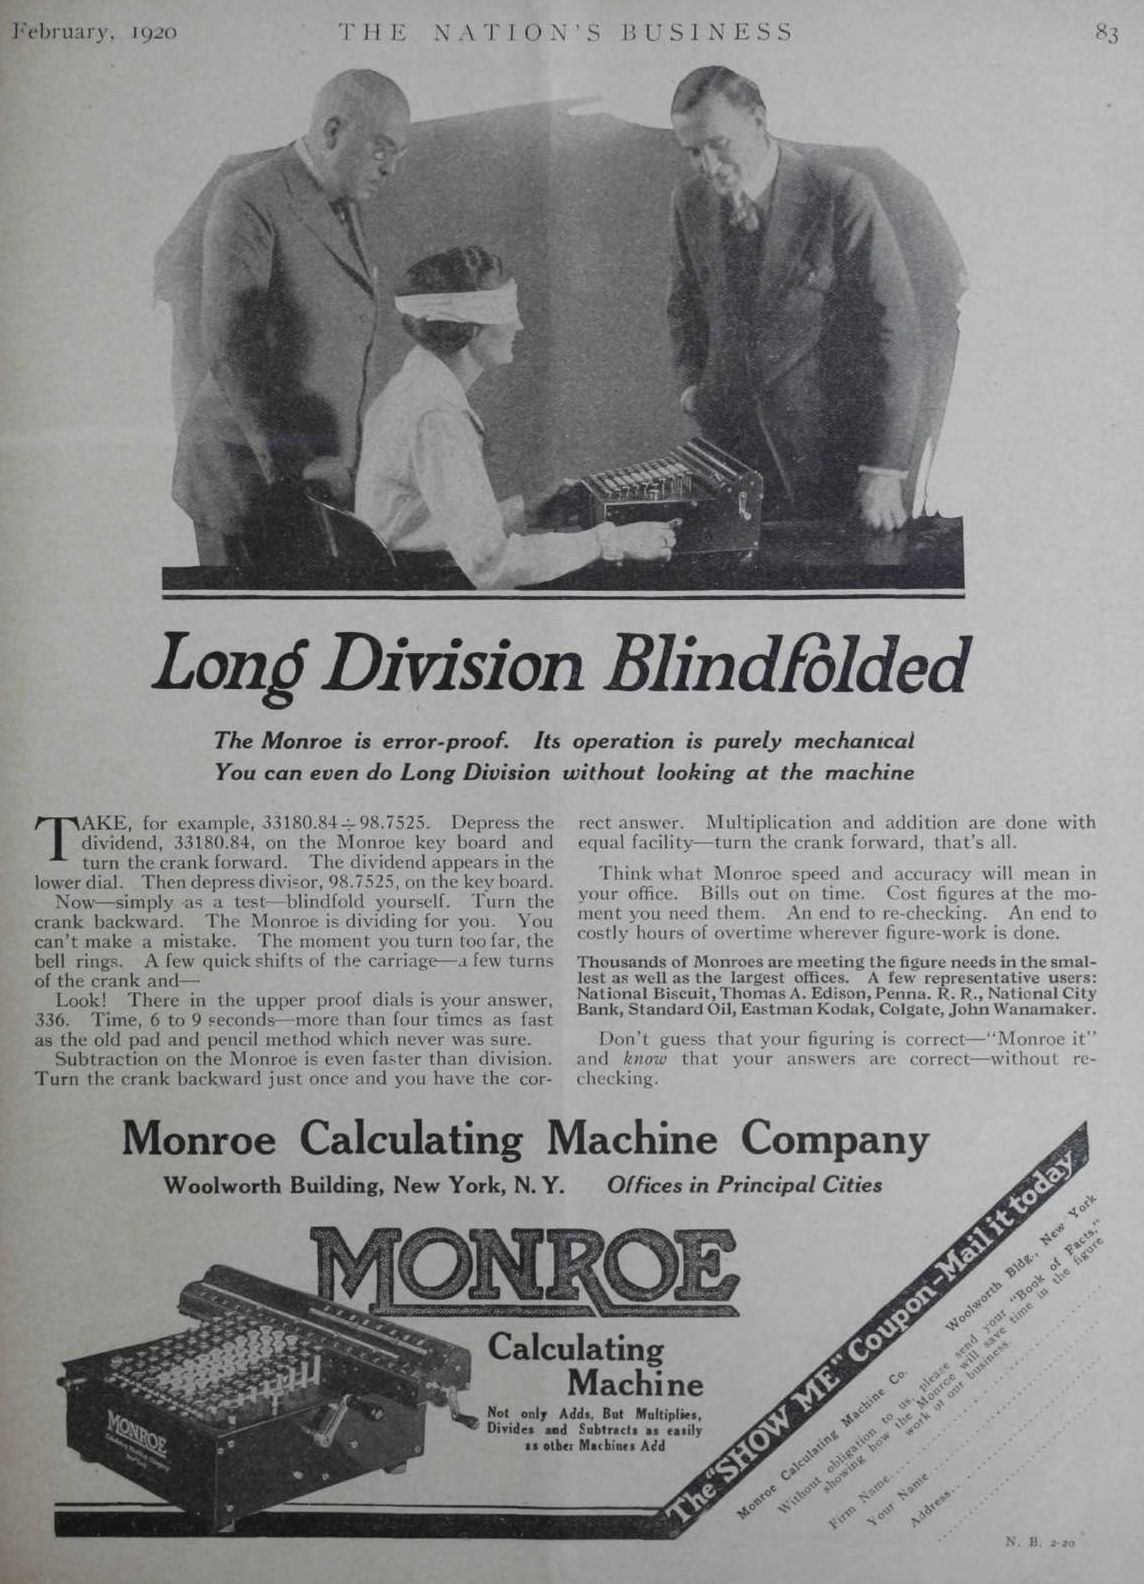 February, 1920
THE NATION'S BUSINESS
83
Long Division Blindfolded
The Monroe is error-proof. Its operation is purely mechanical
You can even do Long Division without looking at the machine
TAKE, for example, 33180.84÷98.7525. Depress the
dividend, 33180.84, on the Monroe key board and
turn the crank forward. The dividend appears in the
lower dial. Then depress divisor, 98.7525, on the key board.
Now—simply as a test—blindfold yourself. Turn the
crank backward. The Monroe is dividing for you. You
can't make a mistake. The moment you turn too far, the
bell rings. A few quick shifts of the carriage—a few turns
of the crank and—
Look! There in the upper proof dials is your answer,
336. Time, 6 to 9 seconds—more than four times as fast
as the old pad and pencil method which never was sure.
Subtraction on the Monroe is even faster than division.
Turn the crank backward just once and you have the cor-
rect answer. Multiplication and addition are done with
equal facility—turn the crank forward, that's all.
Think what Monroe speed and accuracy will mean in
your office. Bills out on time. Cost figures at the mo-
ment you need them. An end to re-checking. An end to
costly hours of overtime wherever figure-work is done.
Thousands of Monroes are meeting the figure needs in the smal-
lest as well as the largest offices. A few representative users:
National Biscuit, Thomas A. Edison, Penna. R. R., National City
Bank, Standard Oil, Eastman Kodak, Colgate, John Wanamaker.
Don't guess that your figuring is correct—"Monroe it"
and know that your answers are correct—without re-
checking.
Monroe Calculating Machine Company
Woolworth Building, New York, N. Y. Offices in Principal Cities
MONROE
Calculating
Machine
Not only Adds, But Multiplies,
Divides and Subtracts as easily
as other Machines Add
MONROE
The "SHOW ME" Coupon-Mail it today
Monroe Calculating Machine Co. Woolworth Bldg., New York
Without obligation to us, please send your "Book of Facts,"
showing how the Monroe will save time in the figure
work of our business.
Firm Name
Your Name
Address
N. B. 2-20